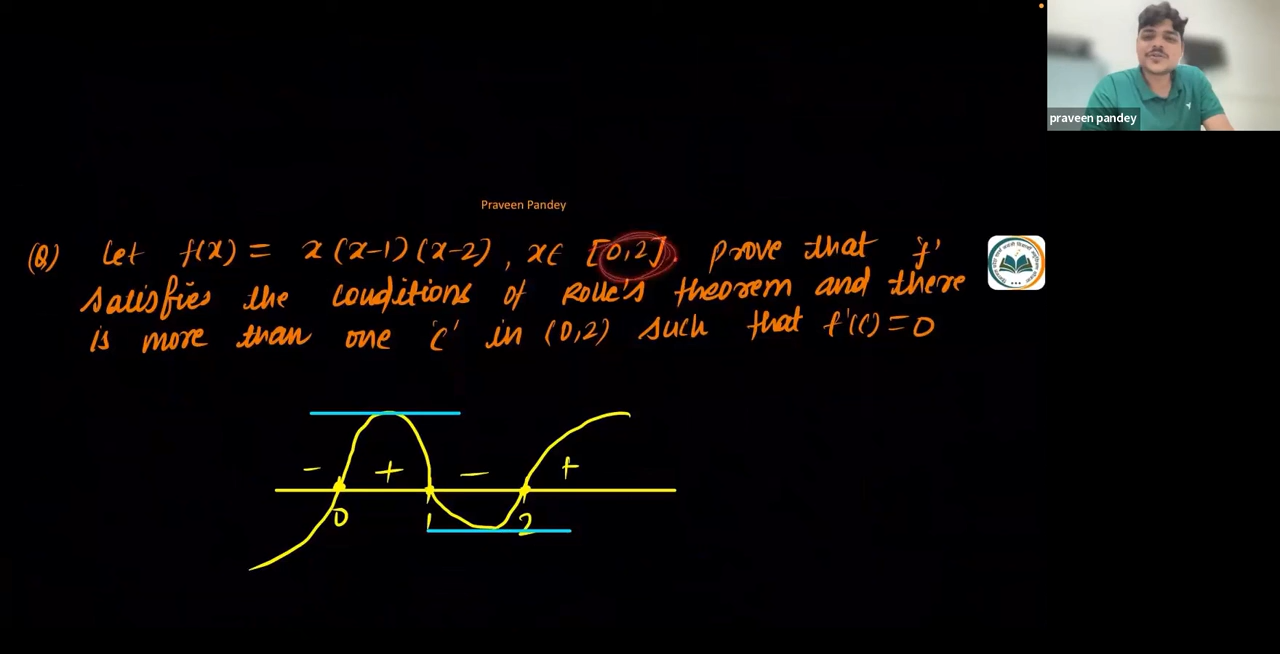 praveen pandey
Praveen Pandey
(Q) Let f(x) = x(x-1)(x-2), x∈ [0,2]. prove that 'f'
satisfies the conditions of Rolle's theorem and there
is more than one 'c' in (0,2) such that f'(c)=0
- + - +
0 1 2